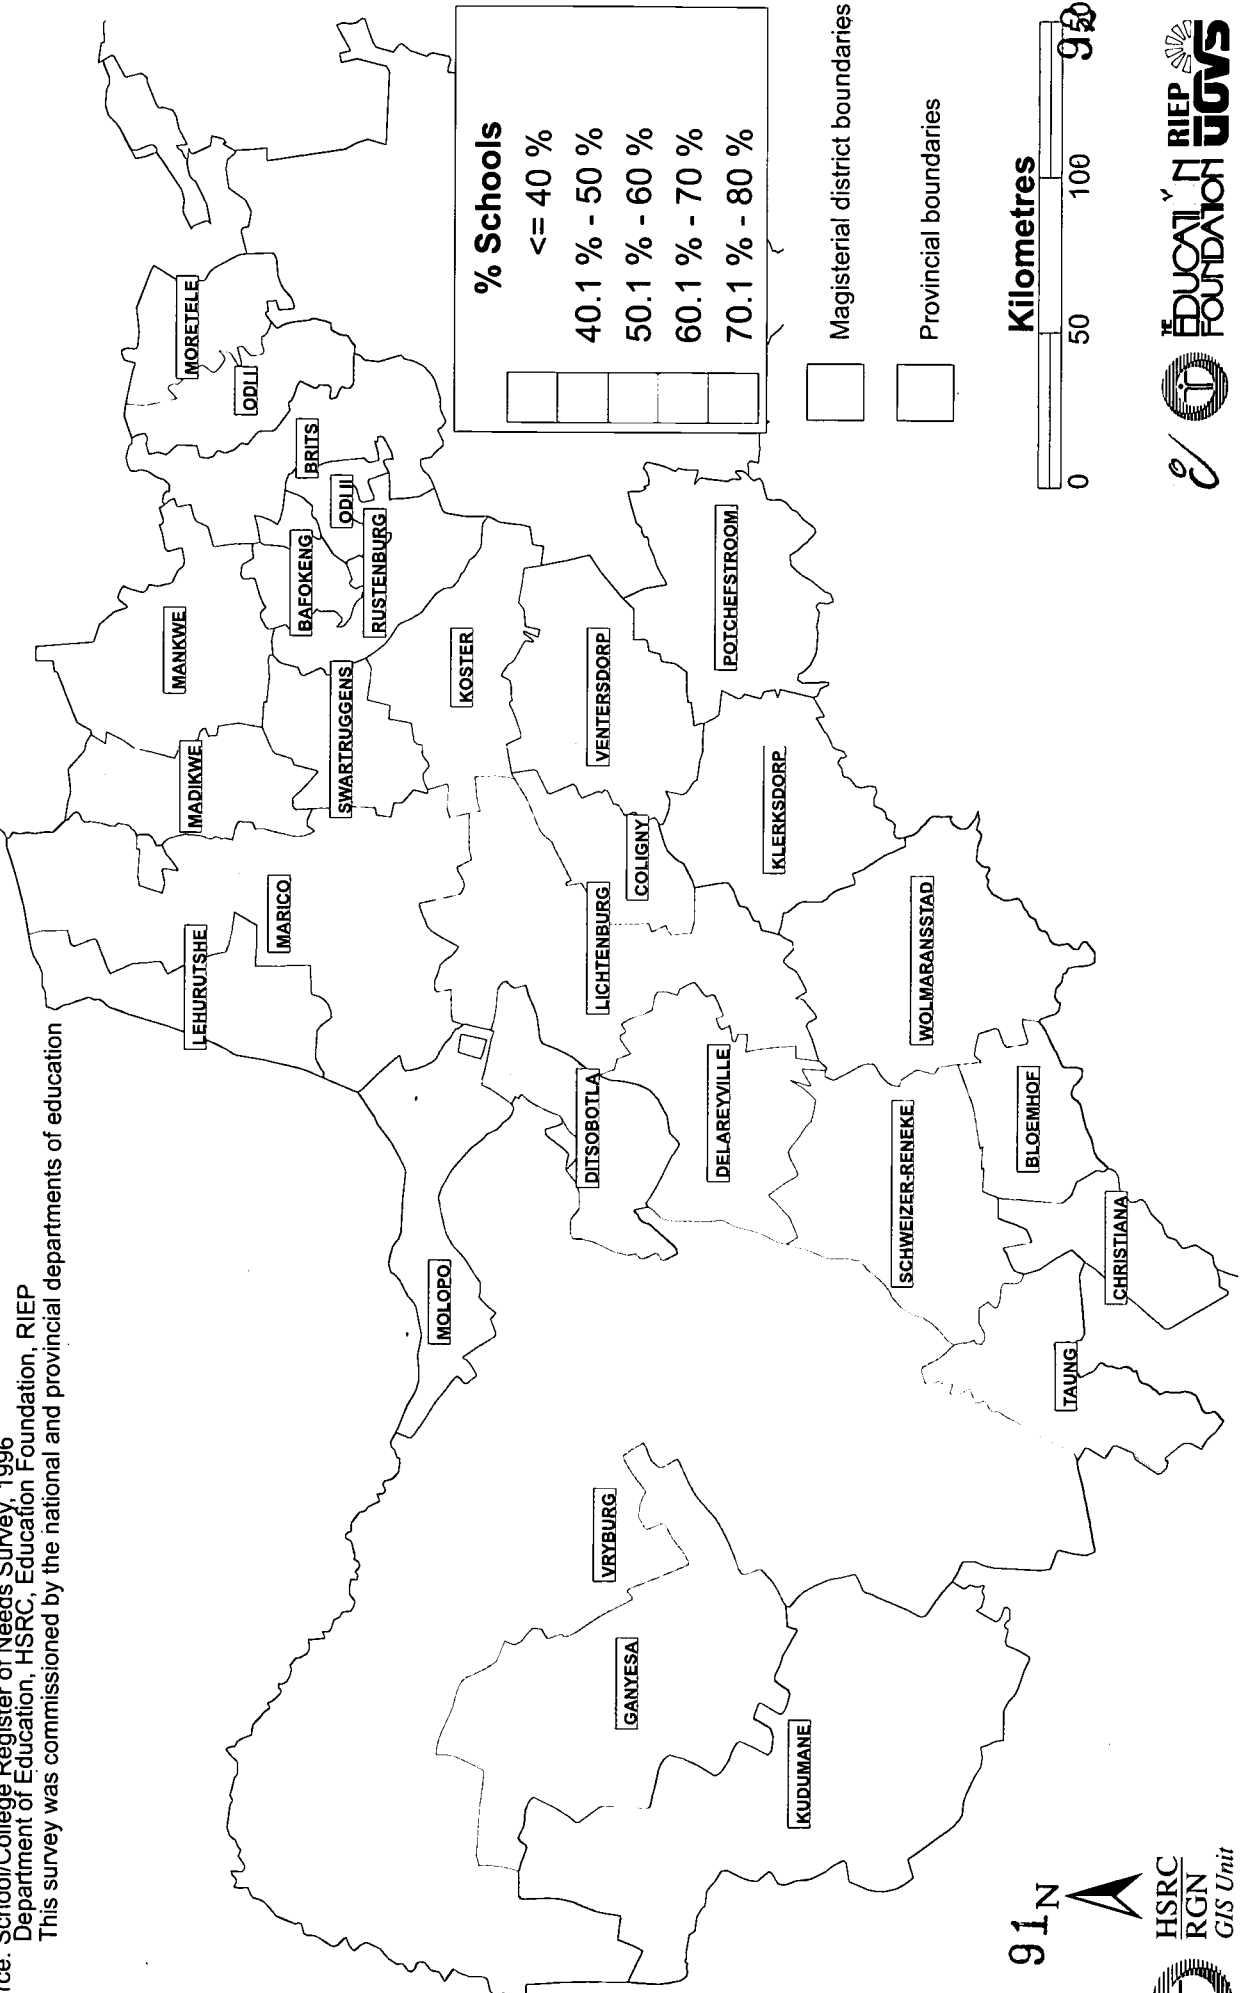 School/College Register of Needs Survey, 1996
Department of Education, HSRC, Education Foundation, RIEP
This survey was commissioned by the national and provincial departments of education
MORETELE
ODI I
BRITS
ODI II
BAFOKENG
RUSTENBURG
MANKWE
MADIKWE
SWARTRUGGENS
KOSTER
VENTERSDORP
POTCHEFSTROOM
KLERKSDORP
COLIGNY
LICHTENBURG
MARICO
LEHURUTSHE
WOLMARANSSTAD
DITSOBOTLA
DELAREYVILLE
SCHWEIZER-RENEKE
BLOEMHOF
CHRISTIANA
TAUNG
MOLOPO
VRYBURG
GANYESA
KUDUMANE
% Schools
<= 40 %
40.1 % - 50 %
50.1 % - 60 %
60.1 % - 70 %
70.1 % - 80 %
Magisterial district boundaries
Provincial boundaries
Kilometres
0 50 100
91
N
HSRC
RGN
GIS Unit
THE
FOUNDATION
RIEP
UOVS